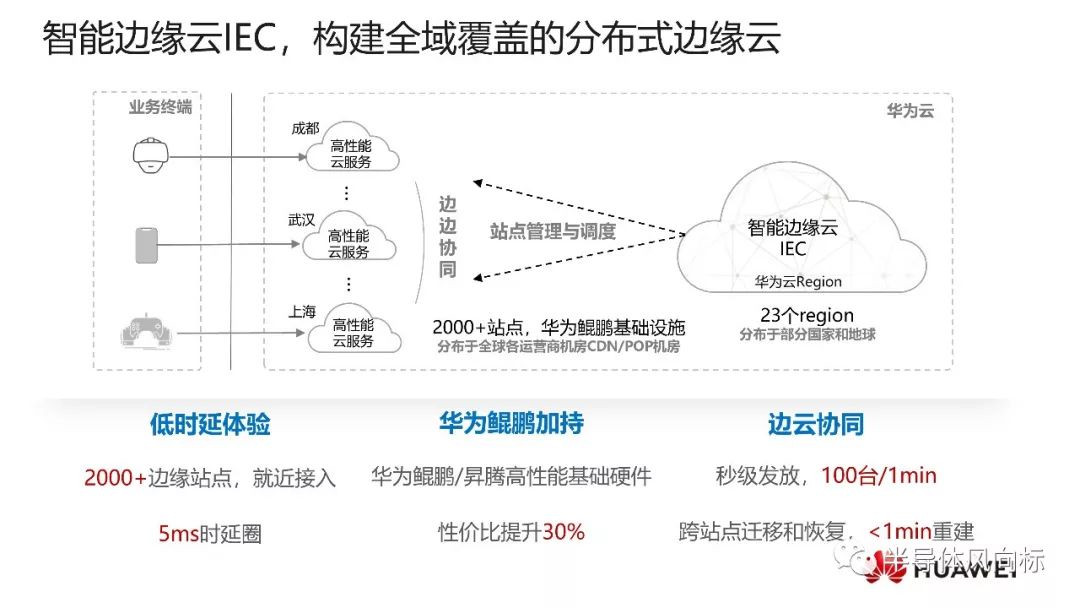 智能边缘云IEC，构建全域覆盖的分布式边缘云
业务终端
华为云
成都
高性能
云服务
武汉
高性能
云服务
上海
高性能
云服务
边边协同
站点管理与调度
智能边缘云
IEC
华为云Region
2000+站点，华为鲲鹏基础设施
分布于全球各运营商机房CDN/POP机房
23个region
分布于部分国家和地球
低时延体验
华为鲲鹏加持
边云协同
2000+边缘站点，就近接入
华为鲲鹏/昇腾高性能基础硬件
秒级发放，100台/1min
5ms时延圈
性价比提升30%
跨站点迁移和恢复，<1min重建
半导体风向标
HUAWEI